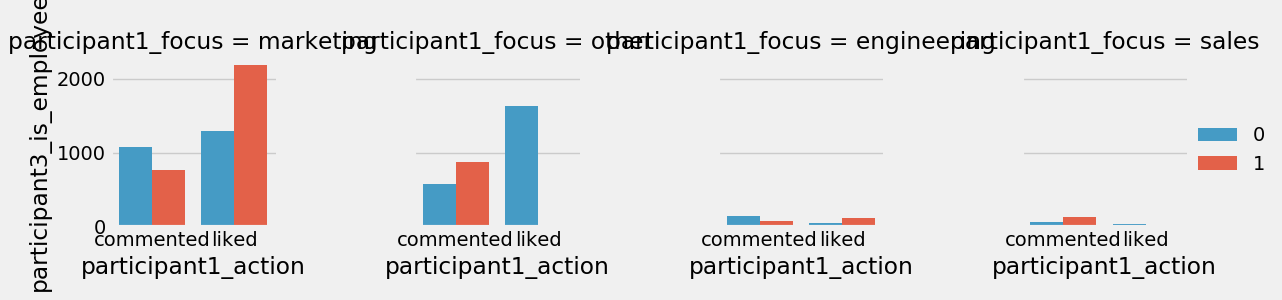 participant1_focus = marketing
participant1_focus = other
participant1_focus = engineering
participant1_focus = sales
participant3_is_employee
2000
1000
0
commented liked
commented liked
commented liked
commented liked
participant1_action
participant1_action
participant1_action
participant1_action
0
1